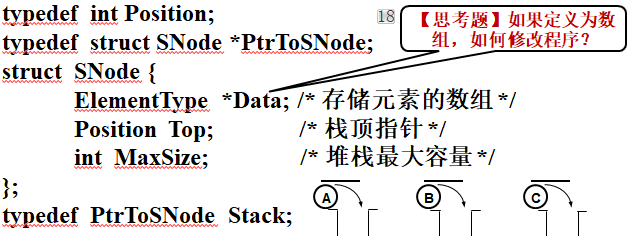 typedef int Position;
18
【思考题】如果定义为数
组，如何修改程序？
typedef struct SNode *PtrToSNode;
struct SNode {
ElementType *Data; /* 存储元素的数组 */
Position Top; /* 栈顶指针 */
int MaxSize; /* 堆栈最大容量 */
};
typedef PtrToSNode Stack;
A B C